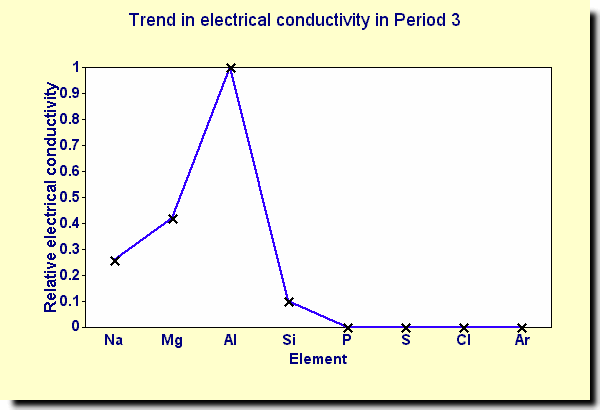 Trend in electrical conductivity in Period 3
Relative electrical conductivity
1
0.9
0.8
0.7
0.6
0.5
0.4
0.3
0.2
0.1
0
Na Mg Al Si P S Cl Ar
Element